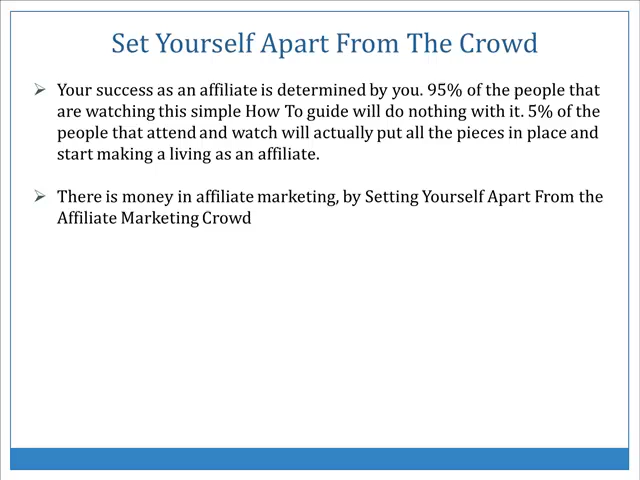 Set Yourself Apart From The Crowd
Your success as an affiliate is determined by you. 95% of the people that
are watching this simple How To guide will do nothing with it. 5% of the
people that attend and watch will actually put all the pieces in place and
start making a living as an affiliate.
There is money in affiliate marketing, by Setting Yourself Apart From the
Affiliate Marketing Crowd